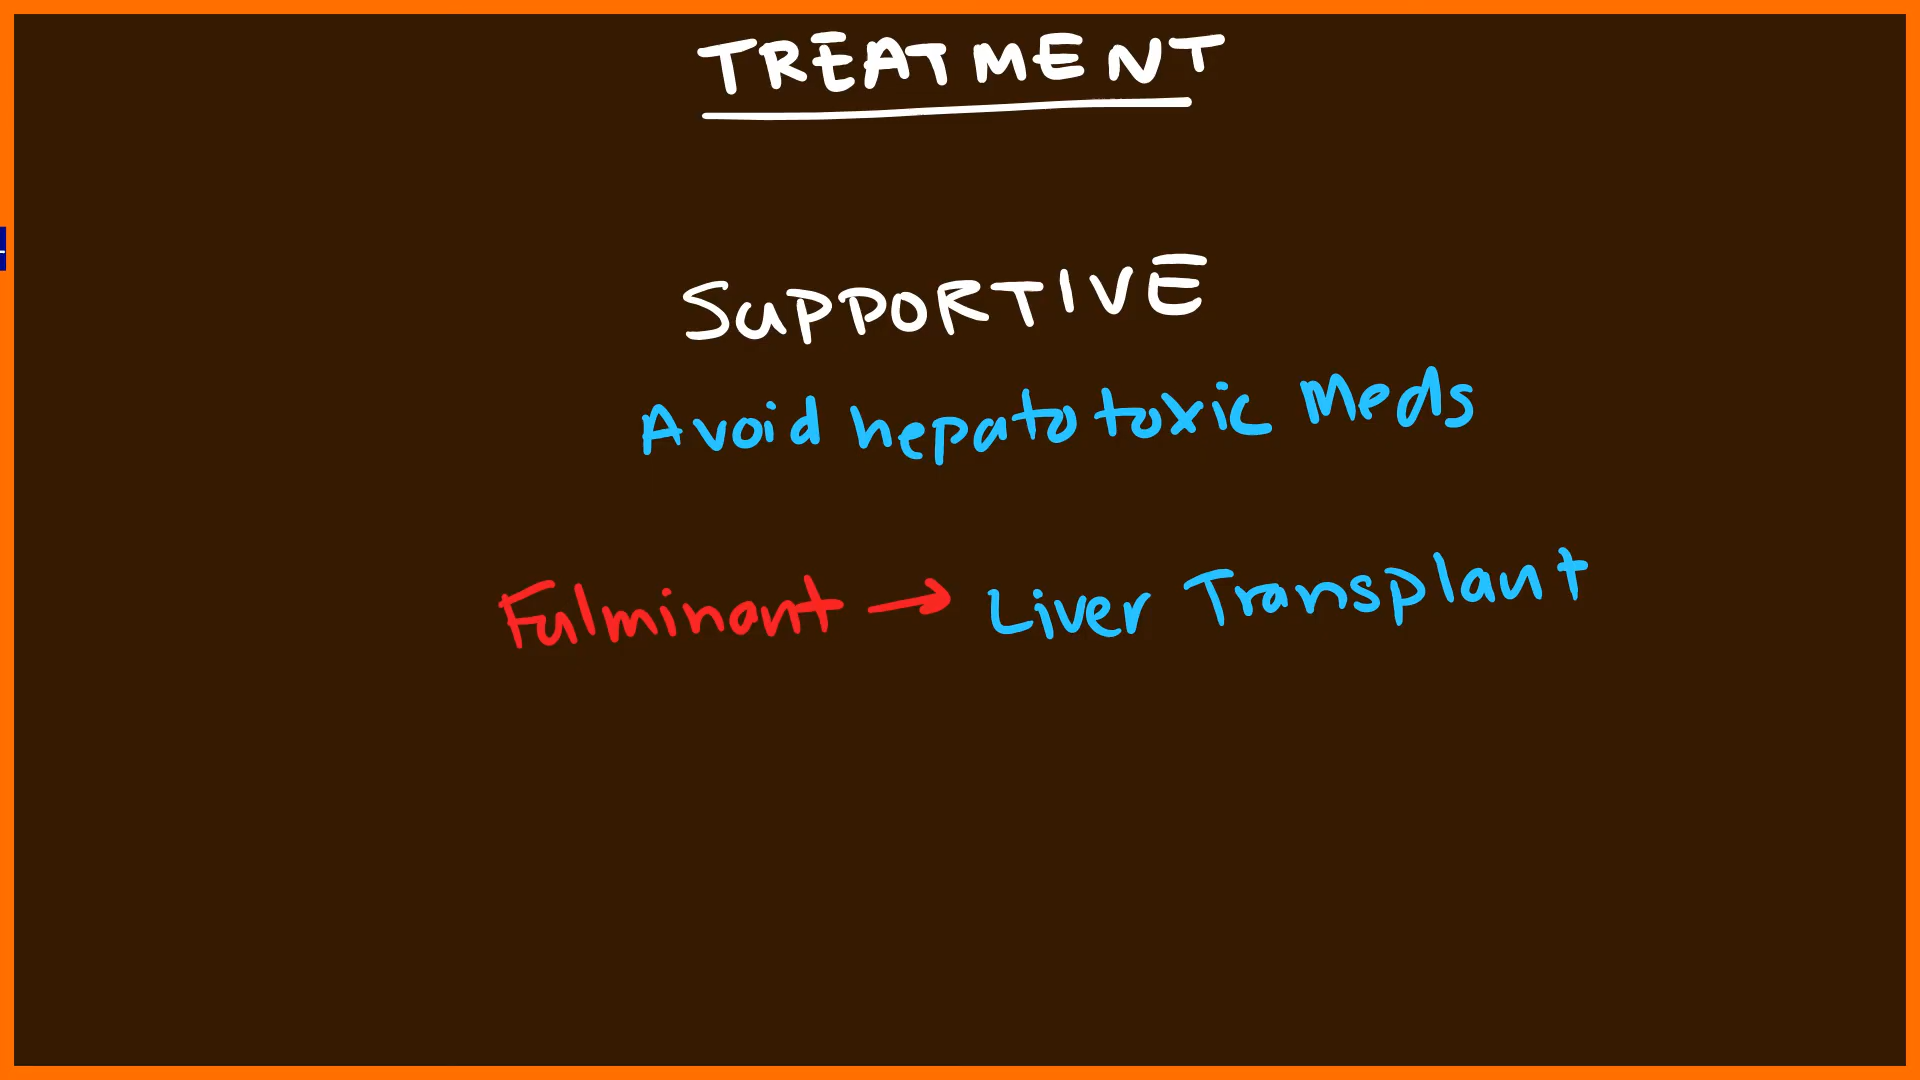 TREATMENT
SUPPORTIVE
Avoid hepatotoxic Meds
Fulminant → Liver Transplant